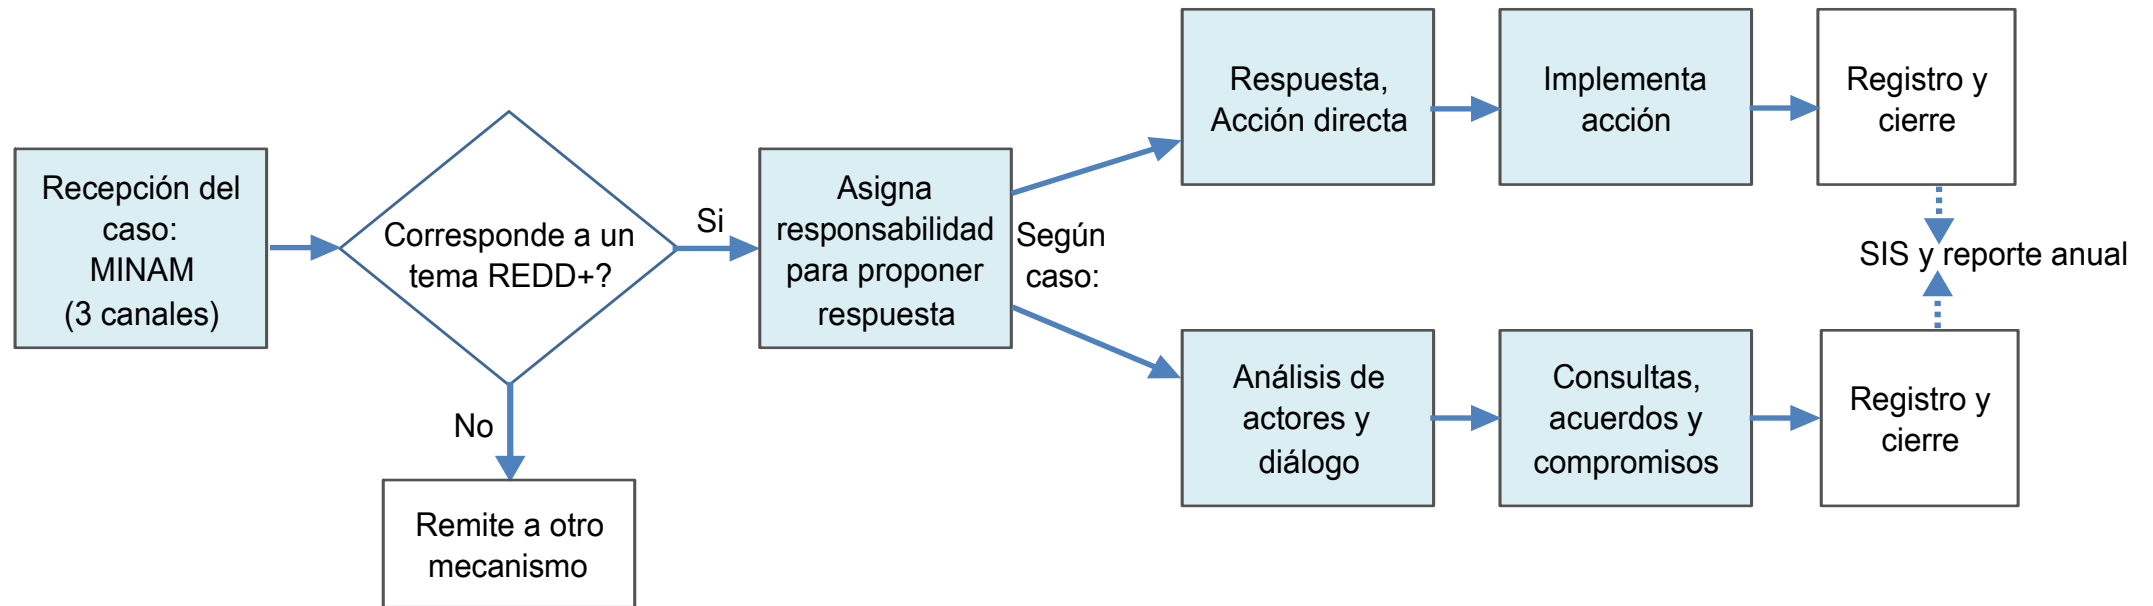 Recepción del
caso:
MINAM
(3 canales)
Corresponde a un
tema REDD+?
Si
No
Remite a otro
mecanismo
Asigna
responsabilidad
para proponer
respuesta
Según
caso:
Respuesta,
Acción directa
Implementa
acción
Registro y
cierre
SIS y reporte anual
Análisis de
actores y
diálogo
Consultas,
acuerdos y
compromisos
Registro y
cierre